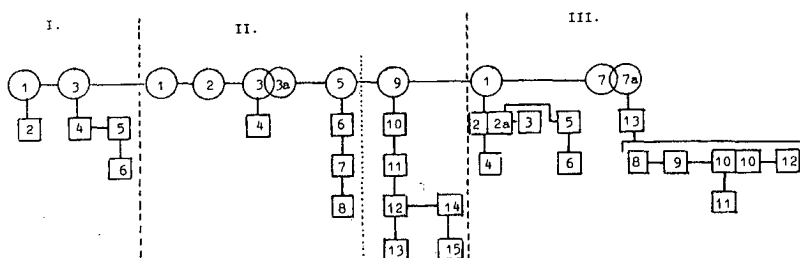 I. II. III.
1 3 1 2 3 3a 5 9 1 7 7a
2 4 5 4 6 10 2 2a 3 5 13
6 7 11 4 6 8 9 10 10 12
8 12 14 11
13 15